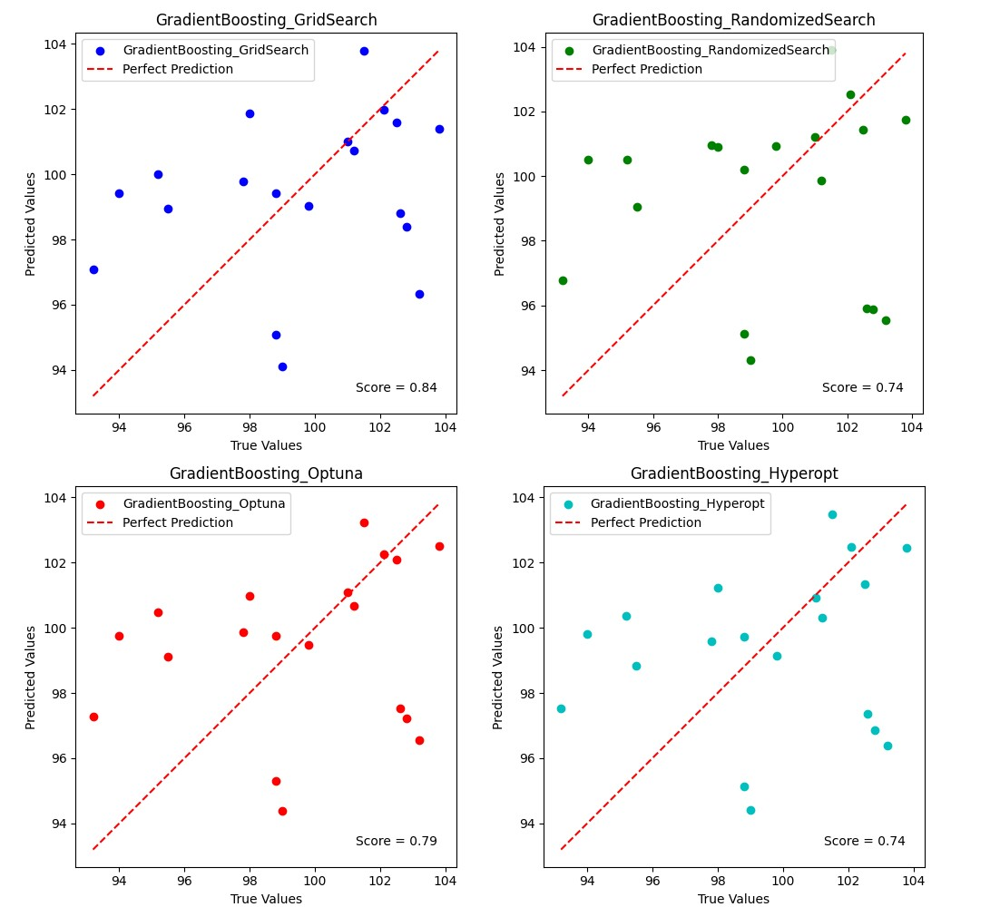 GradientBoosting_GridSearch
GradientBoosting_GridSearch
Perfect Prediction
104
102
100
98
96
94
Predicted Values
Score = 0.84
94 96 98 100 102 104
True Values
GradientBoosting_RandomizedSearch
GradientBoosting_RandomizedSearch
Perfect Prediction
104
102
100
98
96
94
Predicted Values
Score = 0.74
94 96 98 100 102 104
True Values
GradientBoosting_Optuna
GradientBoosting_Optuna
Perfect Prediction
104
102
100
98
96
94
Predicted Values
Score = 0.79
94 96 98 100 102 104
True Values
GradientBoosting_Hyperopt
GradientBoosting_Hyperopt
Perfect Prediction
104
102
100
98
96
94
Predicted Values
Score = 0.74
94 96 98 100 102 104
True Values